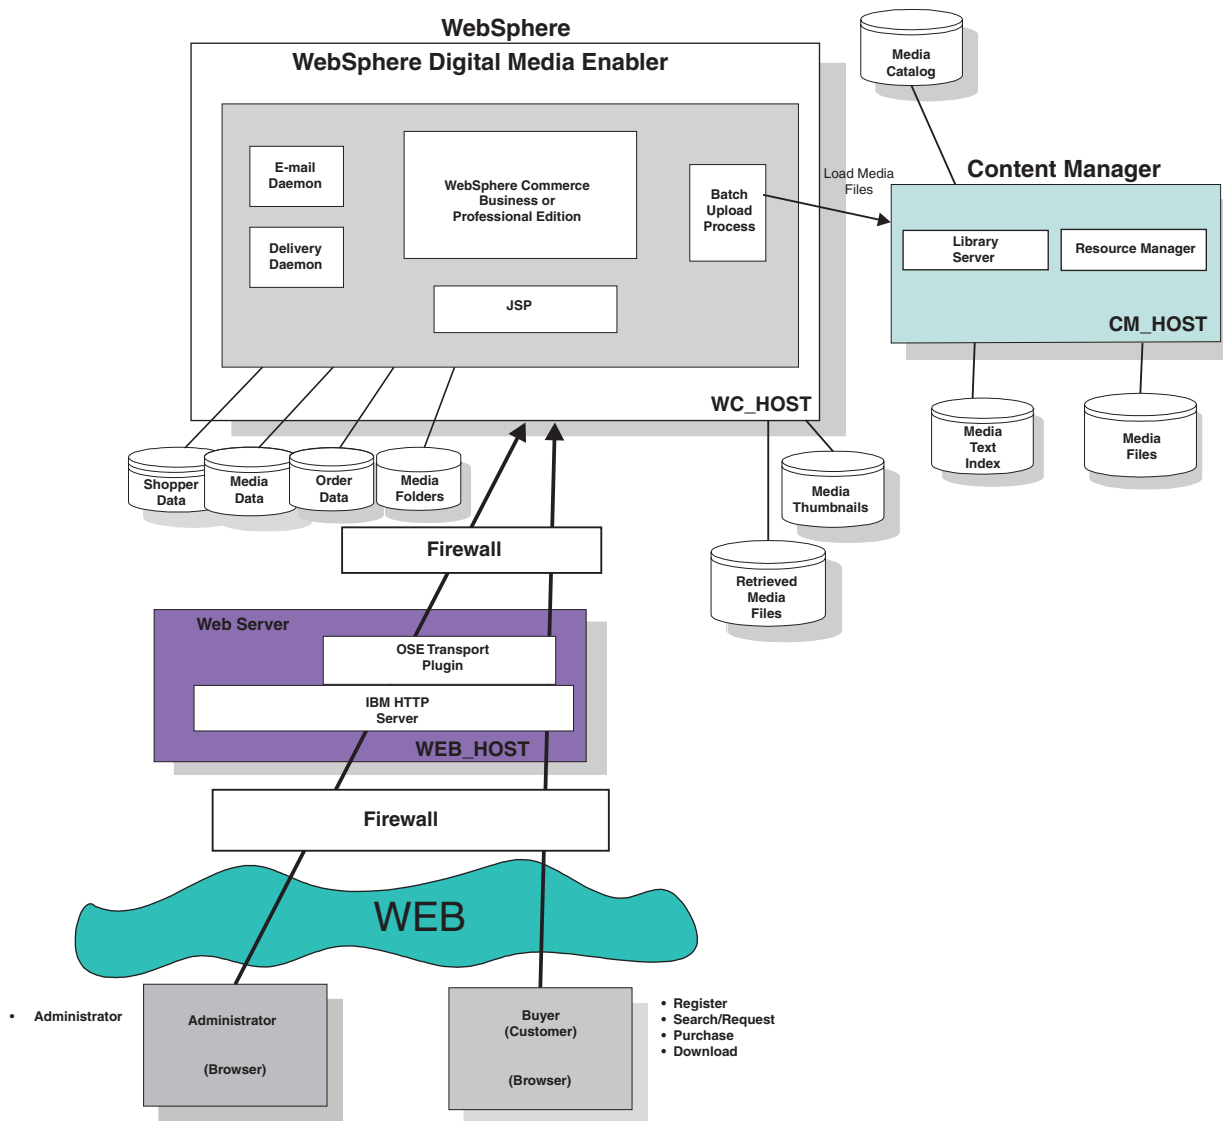 WebSphere
WebSphere Digital Media Enabler
E-mail
Daemon
Delivery
Daemon
WebSphere Commerce
Business or
Professional Edition
JSP
Batch
Upload
Process
WC_HOST
Load Media
Files
Media
Catalog
Content Manager
Library
Server
Resource Manager
CM_HOST
Media
Text
Index
Media
Files
Shopper
Data
Media
Data
Order
Data
Media
Folders
Media
Thumbnails
Retrieved
Media
Files
Firewall
Web Server
OSE Transport
Plugin
IBM HTTP
Server
WEB_HOST
Firewall
WEB
• Administrator
Administrator
(Browser)
Buyer
(Customer)
(Browser)
• Register
• Search/Request
• Purchase
• Download